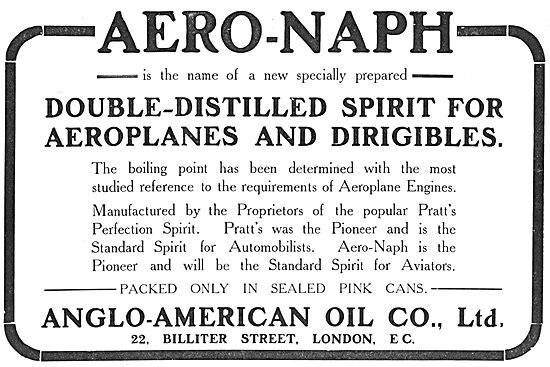 AERO-NAPH
is the name of a new specially prepared
DOUBLE-DISTILLED SPIRIT FOR
AEROPLANES AND DIRIGIBLES.
The boiling point has been determined with the most
studied reference to the requirements of Aeroplane Engines.
Manufactured by the Proprietors of the popular Pratt's
Perfection Spirit. Pratt's was the Pioneer and is the
Standard Spirit for Automobilists. Aero-Naph is the
Pioneer and will be the Standard Spirit for Aviators.
PACKED ONLY IN SEALED PINK CANS.
ANGLO-AMERICAN OIL CO., Ltd.
22, BILLITER STREET, LONDON, E C.